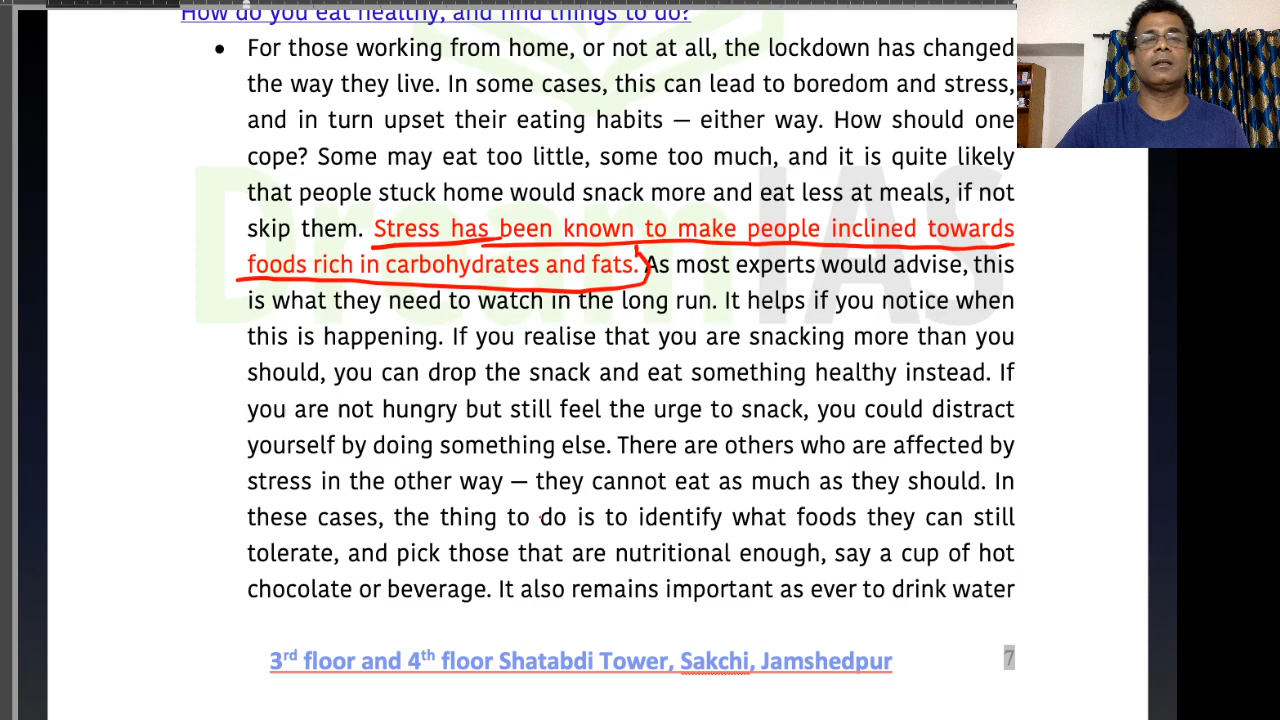 How do you eat healthy, and find things to do?
• For those working from home, or not at all, the lockdown has changed
the way they live. In some cases, this can lead to boredom and stress,
and in turn upset their eating habits — either way. How should one
cope? Some may eat too little, some too much, and it is quite likely
that people stuck home would snack more and eat less at meals, if not
skip them. Stress has been known to make people inclined towards
foods rich in carbohydrates and fats. As most experts would advise, this
is what they need to watch in the long run. It helps if you notice when
this is happening. If you realise that you are snacking more than you
should, you can drop the snack and eat something healthy instead. If
you are not hungry but still feel the urge to snack, you could distract
yourself by doing something else. There are others who are affected by
stress in the other way — they cannot eat as much as they should. In
these cases, the thing to do is to identify what foods they can still
tolerate, and pick those that are nutritional enough, say a cup of hot
chocolate or beverage. It also remains important as ever to drink water
DreamIAS
3rd floor and 4th floor Shatabdi Tower, Sakchi, Jamshedpur
7